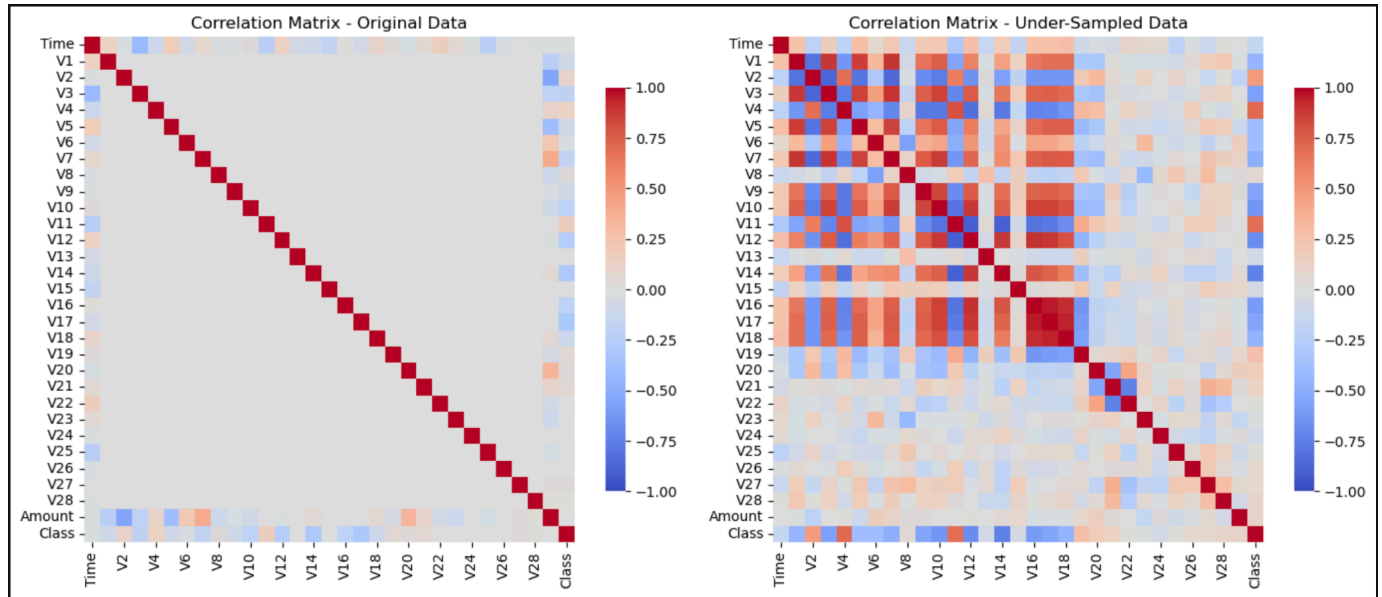 Correlation Matrix - Original Data
Time
V1
V2
V3
V4
V5
V6
V7
V8
V9
V10
V11
V12
V13
V14
V15
V16
V17
V18
V19
V20
V21
V22
V23
V24
V25
V26
V27
V28
Amount
Class
Time
V2
V4
V6
V8
V10
V12
V14
V16
V18
V20
V22
V24
V26
V28
Class
1.00
0.75
0.50
0.25
0.00
−0.25
−0.50
−0.75
−1.00
Correlation Matrix - Under-Sampled Data
Time
V1
V2
V3
V4
V5
V6
V7
V8
V9
V10
V11
V12
V13
V14
V15
V16
V17
V18
V19
V20
V21
V22
V23
V24
V25
V26
V27
V28
Amount
Class
Time
V2
V4
V6
V8
V10
V12
V14
V16
V18
V20
V22
V24
V26
V28
Class
1.00
0.75
0.50
0.25
0.00
−0.25
−0.50
−0.75
−1.00